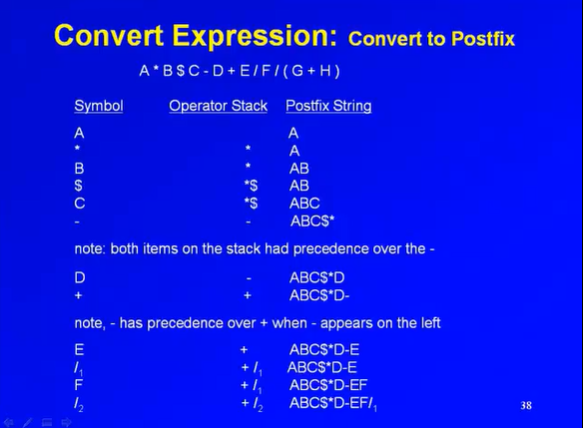 Convert Expression: Convert to Postfix
A * B $ C - D + E / F / ( G + H )
Symbol Operator Stack Postfix String
A A
* * A
B * AB
$ *$ AB
C *$ ABC
- - ABC$*
note: both items on the stack had precedence over the -
D - ABC$*D
+ + ABC$*D-
note, - has precedence over + when - appears on the left
E + ABC$*D-E
/₁ + /₁ ABC$*D-E
F + /₁ ABC$*D-EF
/₂ + /₂ ABC$*D-EF/₁
38